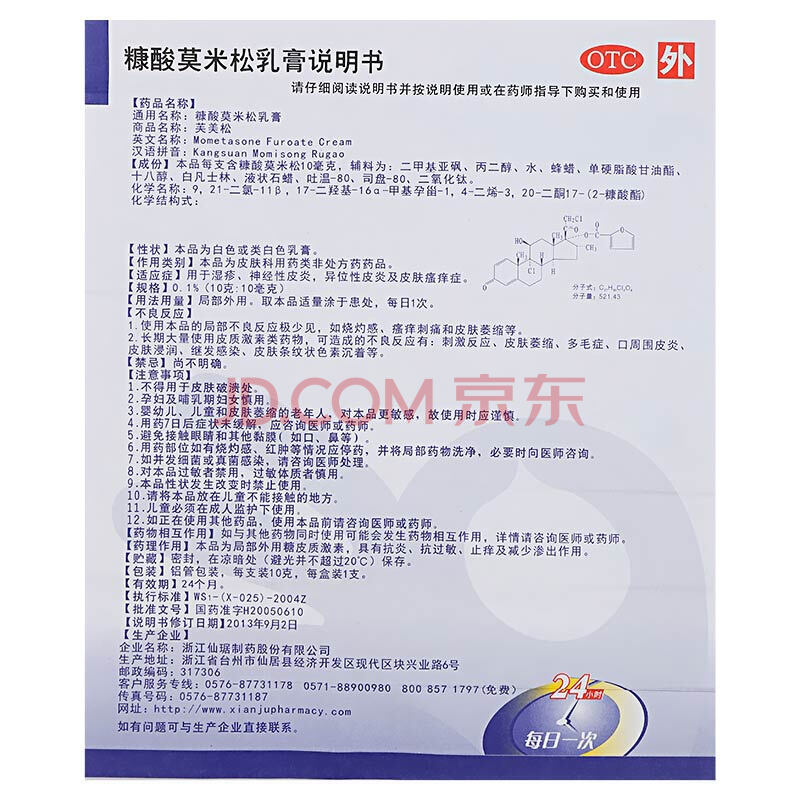 糠酸莫米松乳膏说明书
OTC
外
请仔细阅读说明书并按说明使用或在药师指导下购买和使用
【药品名称】
通用名称：糠酸莫米松乳膏
商品名称：芙美松
英文名称：Mometasone Furoate Cream
汉语拼音：Kangsuan Momisong Rugao
【成份】本品每支含糠酸莫米松10毫克，辅料为：二甲基亚砜、丙二醇、水、蜂蜡、单硬脂酸甘油酯、
十八醇、白凡士林、液状石蜡、吐温-80、司盘-80、二氧化钛。
化学名称：9，21-二氯-11β，17-二羟基-16α-甲基孕甾-1，4-二烯-3，20-二酮17-(2-糠酸酯)
化学结构式：
CH₂Cl
HO
CH₃
CH₃
CH₃
Cl
O
分子式：C₂₇H₃₀Cl₂O₆
分子量：521.43
【性状】本品为白色或类白色乳膏。
【作用类别】本品为皮肤科用药类非处方药药品。
【适应症】用于湿疹、神经性皮炎，异位性皮炎及皮肤瘙痒症。
【规格】0.1%（10克:10毫克）
【用法用量】局部外用。取本品适量涂于患处，每日1次。
【不良反应】
1.使用本品的局部不良反应极少见，如烧灼感、瘙痒刺痛和皮肤萎缩等。
2.长期大量使用皮质激素类药物，可造成的不良反应有：刺激反应、皮肤萎缩、多毛症、口周围皮炎、
皮肤浸润、继发感染、皮肤条纹状色素沉着等。
【禁忌】尚不明确。
【注意事项】
1.不得用于皮肤破溃处。
2.孕妇及哺乳期妇女慎用。
3.婴幼儿、儿童和皮肤萎缩的老年人，对本品更敏感，故使用时应谨慎。
4.用药7日后症状未缓解，应咨询医师或药师。
5.避免接触眼睛和其他黏膜（如口、鼻等）。
6.用药部位如有烧灼感、红肿等情况应停药，并将局部药物洗净，必要时向医师咨询。
7.如并发细菌或真菌感染，请咨询医师处理。
8.对本品过敏者禁用，过敏体质者慎用。
9.本品性状发生改变时禁止使用。
10.请将本品放在儿童不能接触的地方。
11.儿童必须在成人监护下使用。
12.如正在使用其他药品，使用本品前请咨询医师或药师。
【药物相互作用】如与其他药物同时使用可能会发生药物相互作用，详情请咨询医师或药师。
【药理作用】本品为局部外用糖皮质激素，具有抗炎、抗过敏、止痒及减少渗出作用。
【贮藏】密封，在凉暗处（避光并不超过20℃）保存。
【包装】铝管包装，每支装10克，每盒装1支。
【有效期】24个月。
【执行标准】WS₁-(X-025)-2004Z
【批准文号】国药准字H20050610
【说明书修订日期】2013年9月2日
【生产企业】
企业名称：浙江仙琚制药股份有限公司
生产地址：浙江省台州市仙居县经济开发区现代区块兴业路6号
邮政编码：317306
客户服务专线：0576-87731178 0571-88900980 800 857 1797(免费)
传真号码：0576-87731187
网址：http://www.xianjupharmacy.com
如有问题可与生产企业直接联系。
24小时
每日一次
JD.COM 京东